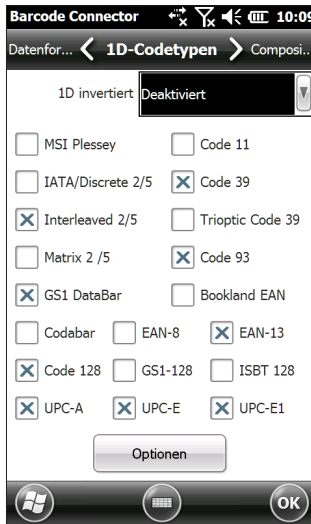 Barcode Connector 10:09
Datenfor... 1D-Codetypen Composi...
1D invertiert Deaktiviert
MSI Plessey Code 11
IATA/Discrete 2/5 Code 39
Interleaved 2/5 Trioptic Code 39
Matrix 2 /5 Code 93
GS1 DataBar Bookland EAN
Codabar EAN-8 EAN-13
Code 128 GS1-128 ISBT 128
UPC-A UPC-E UPC-E1
Optionen
OK